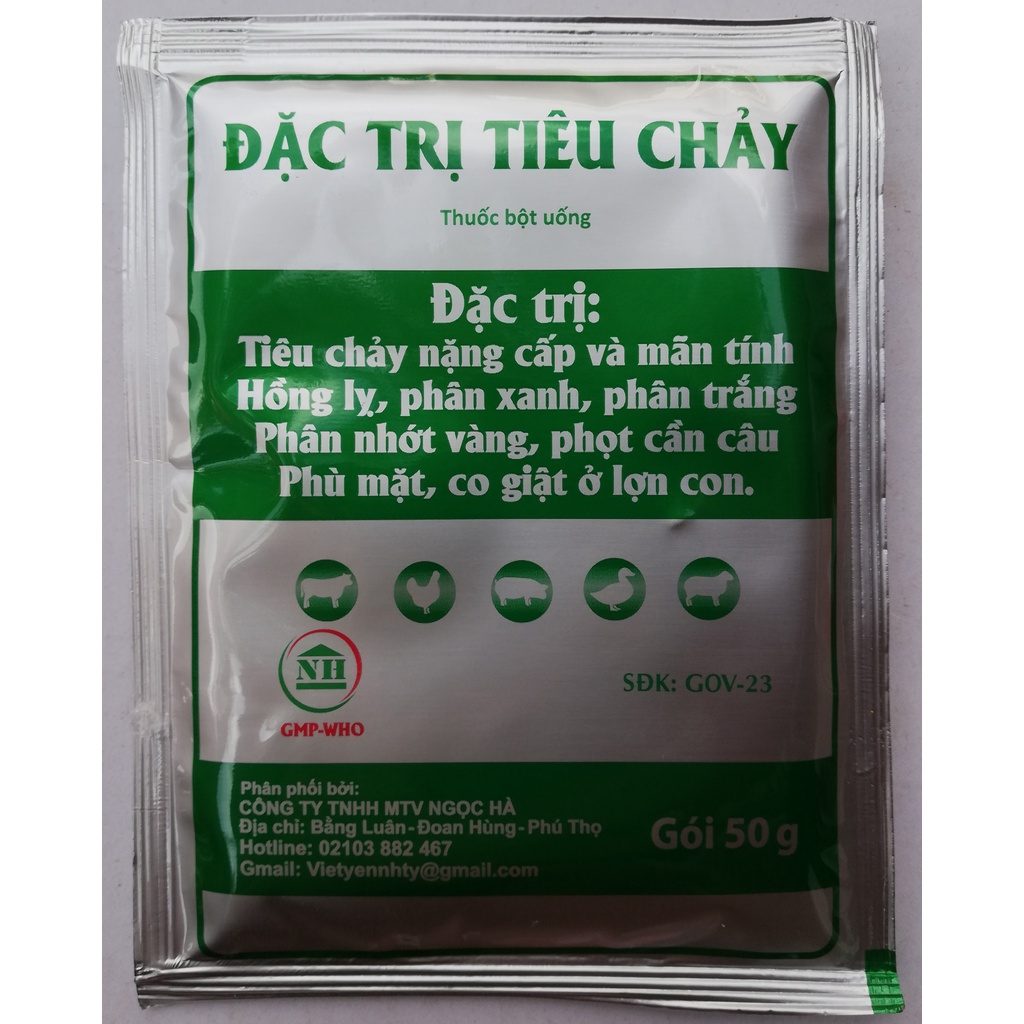 ĐẶC TRỊ TIÊU CHẢY
Thuốc bột uống
Đặc trị:
Tiêu chảy nặng cấp và mãn tính
Hồng lỵ, phân xanh, phân trắng
Phân nhớt vàng, phọt cần câu
Phù mặt, co giật ở lợn con.
NH
GMP-WHO
SĐK: GOV-23
Phân phối bởi:
CÔNG TY TNHH MTV NGỌC HÀ
Địa chỉ: Bằng Luân-Đoan Hùng-Phú Thọ
Hotline: 02103 882 467
Gmail: Vietyennhty@gmail.com
Gói 50 g